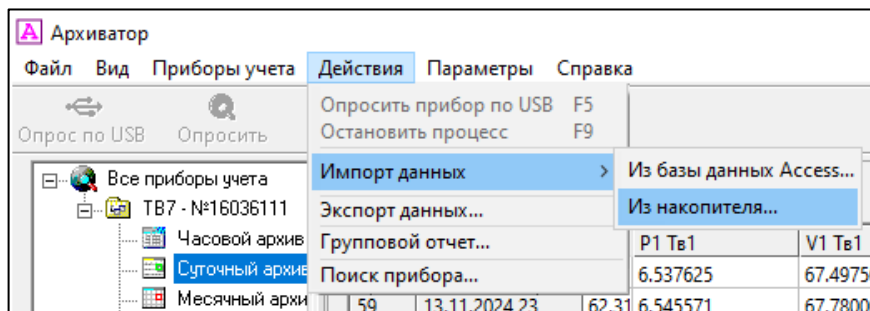 Архиватор
Файл Вид Приборы учета Действия Параметры Справка
Опрос по USB Опросить
Опросить прибор по USB F5
Остановить процесс F9
Импорт данных
Экспорт данных...
Групповой отчет...
Поиск прибора...
Из базы данных Access...
Из накопителя...
Все приборы учета
ТВ7 - №16036111
Часовой архив
Суточный архив
Месячный архи
P1 Тв1 V1 Тв1
6.537625 67.4975
59 13.11.2024 23 62.31 6.545571 67.7800